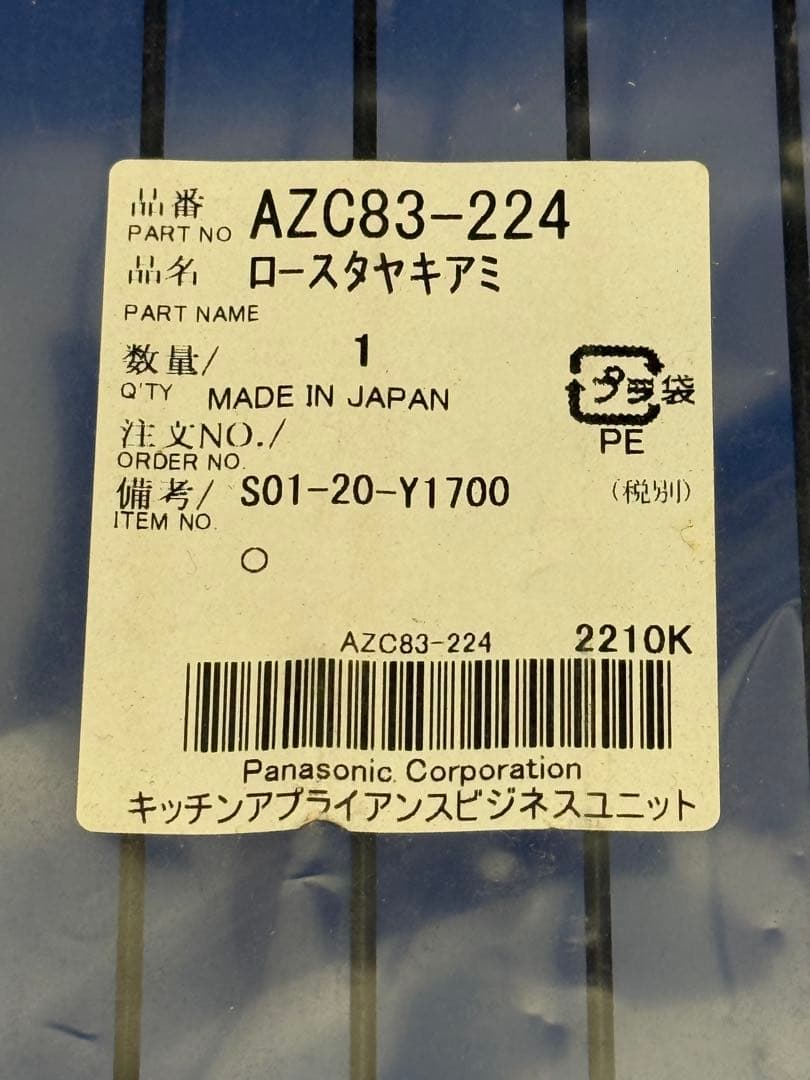 品番 AZC83-224
PART NO
品名 ロースタヤキアミ
PART NAME
数量/ 1
Q'TY MADE IN JAPAN
プラ 袋
PE
注文NO./
ORDER NO.
備考/ S01-20-Y1700 (税別)
ITEM NO.
○
AZC83-224 2210K
Panasonic Corporation
キッチンアプライアンスビジネスユニット